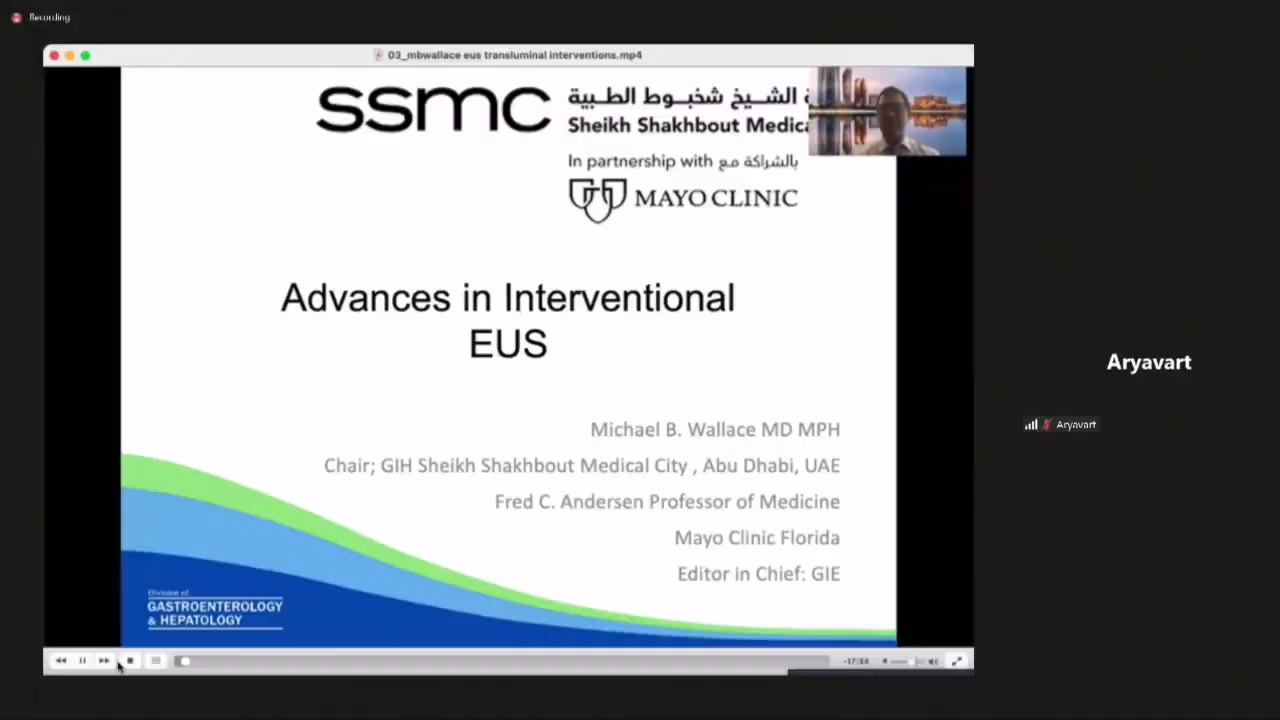 Recording
03_mbwallace eus transluminal interventions.mp4
ssmc
ة الشيخ شخبوط الطبية
Sheikh Shakhbout Medica
In partnership with بالشراكة مع
MAYO CLINIC
Advances in Interventional
EUS
Michael B. Wallace MD MPH
Chair; GIH Sheikh Shakhbout Medical City , Abu Dhabi, UAE
Fred C. Andersen Professor of Medicine
Mayo Clinic Florida
Editor in Chief: GIE
Division of
GASTROENTEROLOGY
& HEPATOLOGY
Aryavart
Aryavart